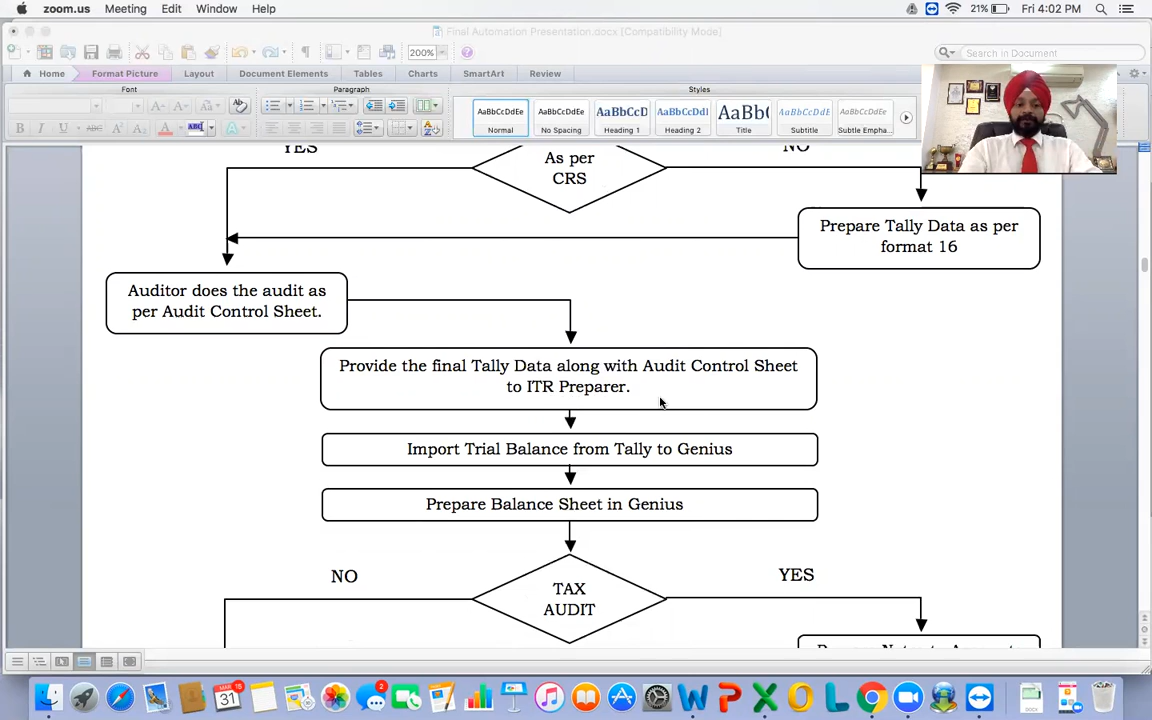 zoom.us Meeting Edit Window Help 21% Fri 4:02 PM
Final Automation Presentation.docx [Compatibility Mode]
200% Search in Document
Home Format Picture Layout Document Elements Tables Charts SmartArt Review
Font Paragraph Styles
AaBbCcDdEe AaBbCcDdEe AaBbCcD AaBbCcDd AaBb( AaBbCcDdEe AaBbCcDdEe
Normal No Spacing Heading 1 Heading 2 Title Subtitle Subtle Empha...
YES NO
As per
CRS
Prepare Tally Data as per
format 16
Auditor does the audit as
per Audit Control Sheet.
Provide the final Tally Data along with Audit Control Sheet
to ITR Preparer.
Import Trial Balance from Tally to Genius
Prepare Balance Sheet in Genius
NO YES
TAX
AUDIT